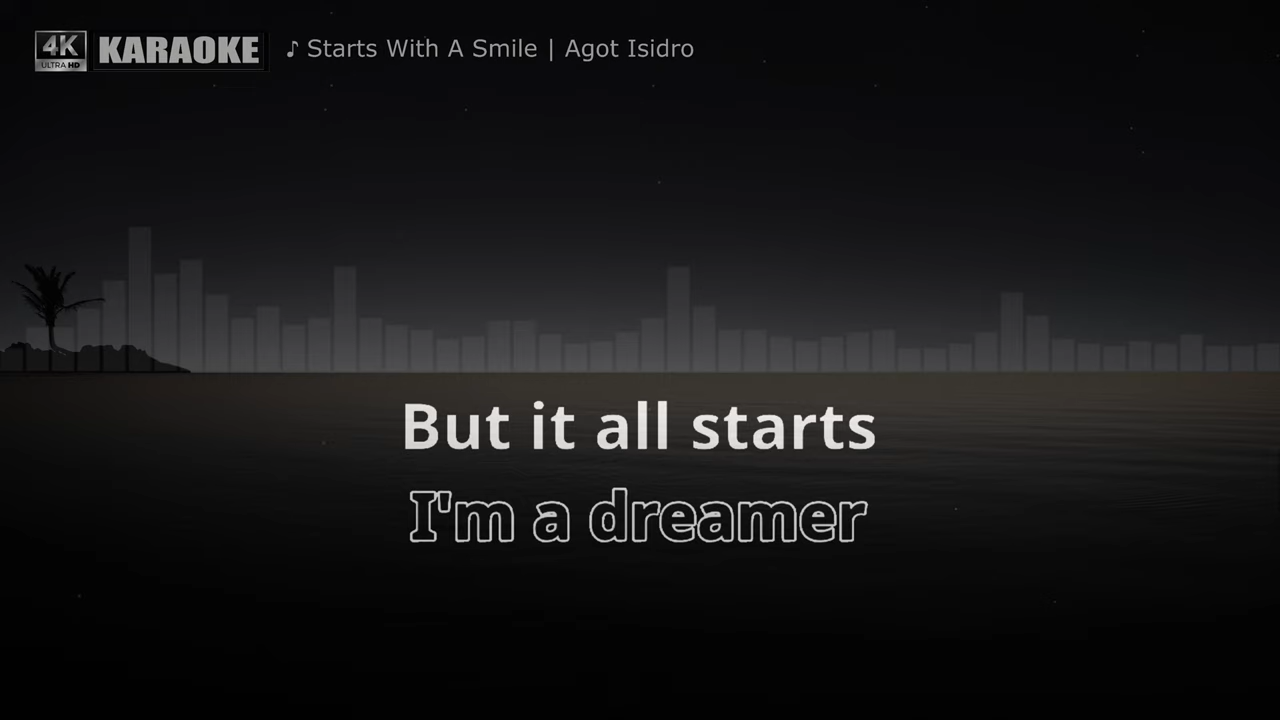 4K ULTRA HD KARAOKE ♪ Starts With A Smile | Agot Isidro
But it all starts
I'm a dreamer